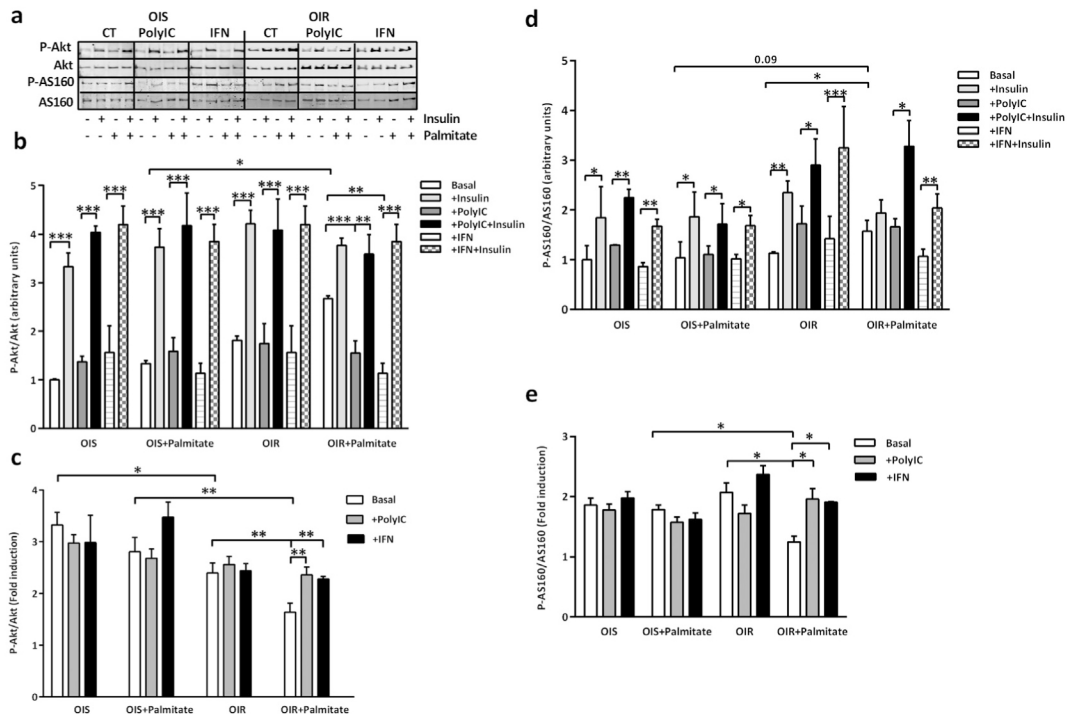 a
OIS OIR
CT PolyIC IFN CT PolyIC IFN
P-Akt
Akt
P-AS160
AS160
- + - + - + - + - + - + - + - + - + - + - + - + Insulin
- - + + - - + + - - + + - - + + - - + + - - + + Palmitate
b
P-Akt/Akt (arbitrary units)
5
4
3
2
1
0
*** *** *** *** *** *** *** *** *** * *** ** ** ***
Basal
+Insulin
+PolyIC
+PolyIC+Insulin
+IFN
+IFN+Insulin
OIS OIS+Palmitate OIR OIR+Palmitate
c
P-Akt/Akt (Fold induction)
4
3
2
1
0
* ** ** ** **
Basal
+PolyIC
+IFN
OIS OIS+Palmitate OIR OIR+Palmitate
d
P-AS160/AS160 (arbitrary units)
5
4
3
2
1
0
0.09
*
* ** ** * * * ** * *** * **
Basal
+Insulin
+PolyIC
+PolyIC+Insulin
+IFN
+IFN+Insulin
OIS OIS+Palmitate OIR OIR+Palmitate
e
P-AS160/AS160 (Fold induction)
3
2
1
0
* * * *
Basal
+PolyIC
+IFN
OIS OIS+Palmitate OIR OIR+Palmitate